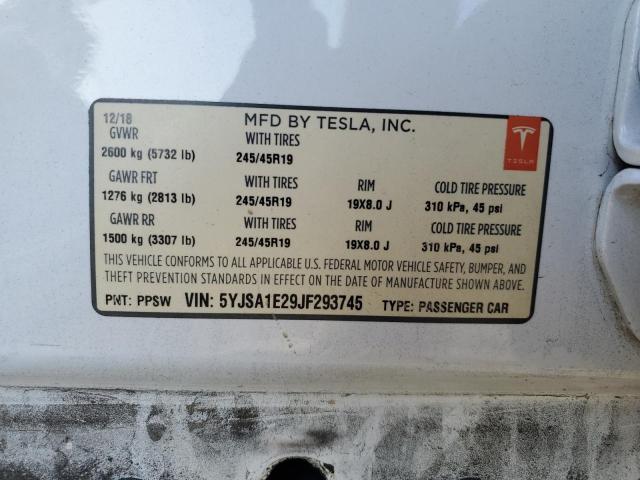 12/18 MFD BY TESLA, INC.
GVWR WITH TIRES
2600 kg (5732 lb) 245/45R19
TESLA
GAWR FRT WITH TIRES RIM COLD TIRE PRESSURE
1276 kg (2813 lb) 245/45R19 19X8.0 J 310 kPa, 45 psi
GAWR RR WITH TIRES RIM COLD TIRE PRESSURE
1500 kg (3307 lb) 245/45R19 19X8.0 J 310 kPa, 45 psi
THIS VEHICLE CONFORMS TO ALL APPLICABLE U.S. FEDERAL MOTOR VEHICLE SAFETY, BUMPER, AND
THEFT PREVENTION STANDARDS IN EFFECT ON THE DATE OF MANUFACTURE SHOWN ABOVE.
PNT: PPSW VIN: 5YJSA1E29JF293745 TYPE: PASSENGER CAR